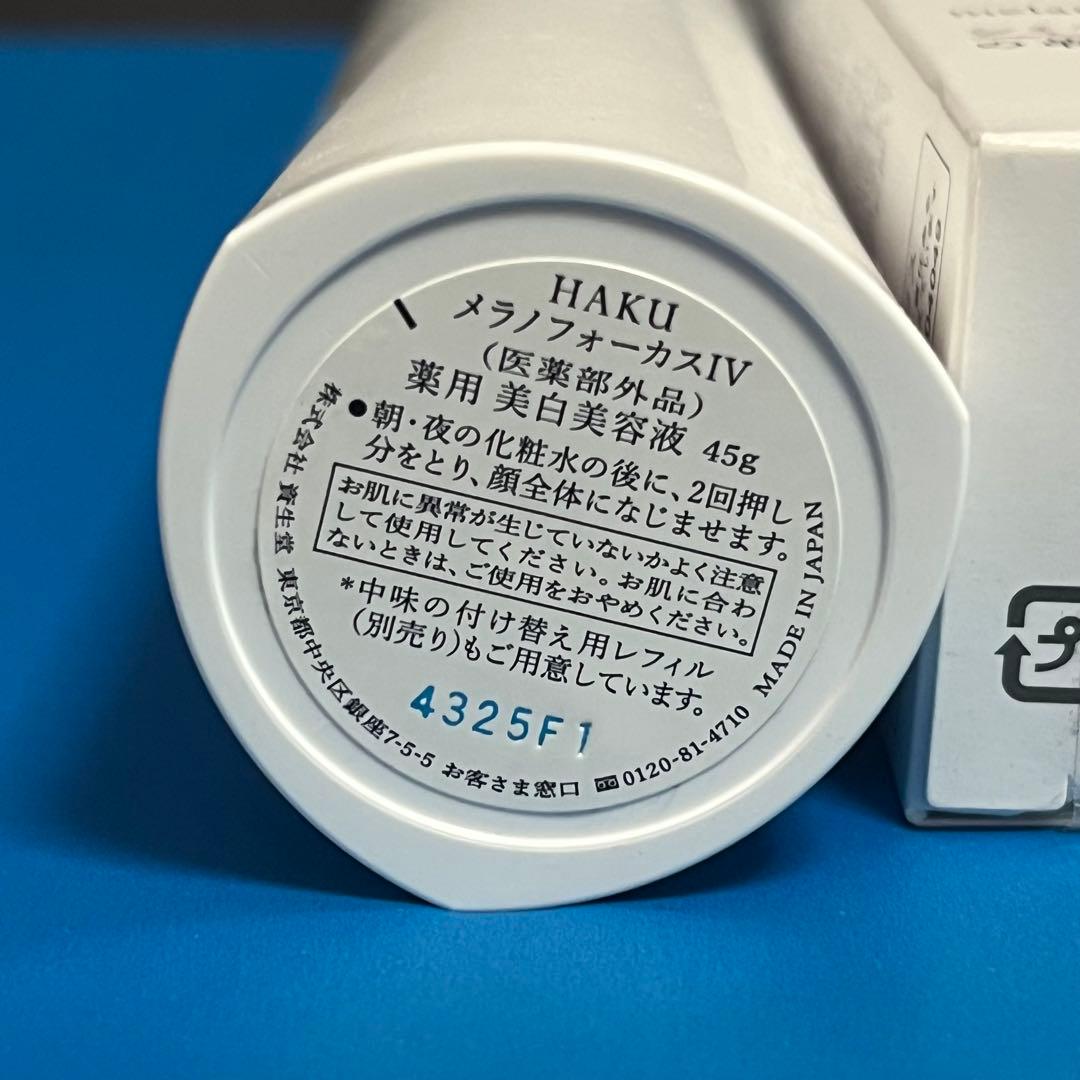 HAKU
メラノフォーカスIV
(医薬部外品)
薬用 美白美容液 45g
●朝・夜の化粧水の後に、2回押し
分をとり、顔全体になじませます。
お肌に異常が生じていないかよく注意
して使用してください。お肌に合わ
ないときは、ご使用をおやめください。
*中味の付け替え用レフィル
(別売り)もご用意しています。
4325F1
株式会社 資生堂 東京都中央区銀座7-5-5 お客さま窓口 0120-81-4710 MADE IN JAPAN
プ